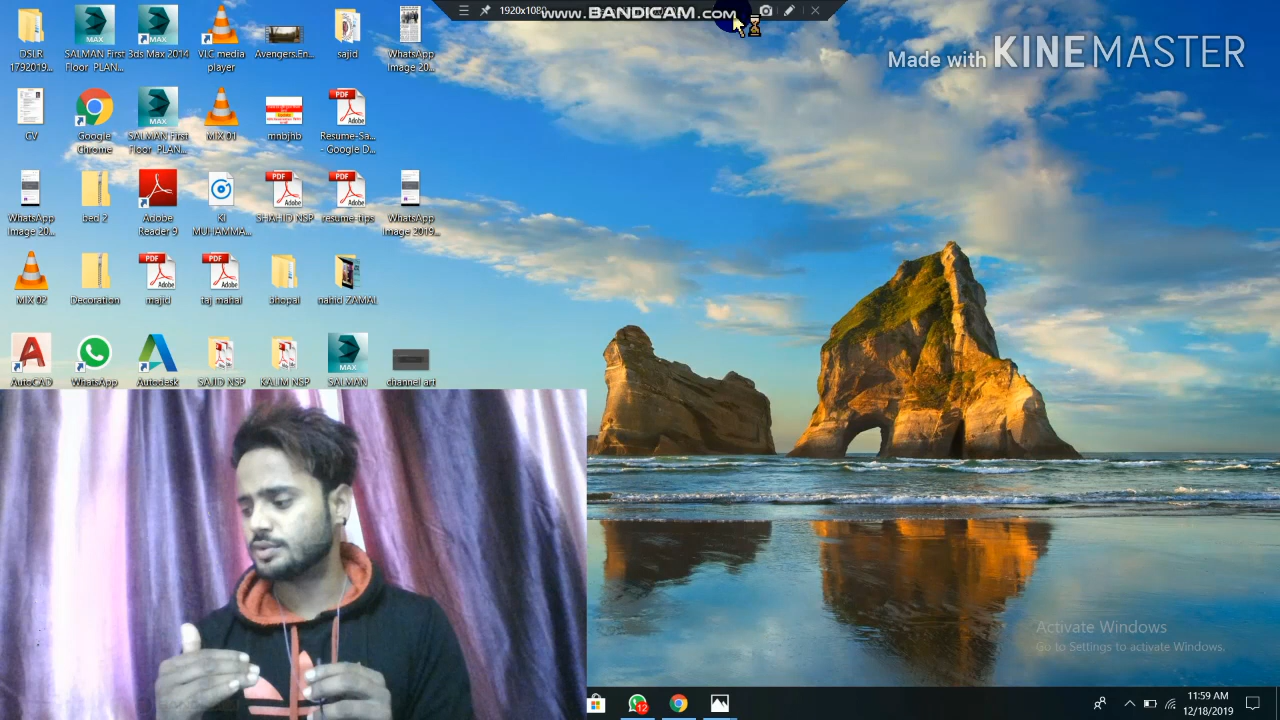 1920x1080
www.BANDICAM.com
Made with KINEMASTER
DSLR 1792019...
SALMAN First Floor PLAN...
3ds Max 2014
VLC media player
Avengers.En...
sajid
WhatsApp Image 20...
CV
Google Chrome
SALMAN First Floor PLAN...
MIX 01
mnbjhb
Resume-Sa... - Google D...
WhatsApp Image 20...
bed 2
Adobe Reader 9
KI MUHAMMA...
SHAHID NSP
resume-tips
WhatsApp Image 2019...
MIX 02
Decoration
majid
taj mahal
bhopal
nahid ZAMAL
AutoCAD
WhatsApp
Autodesk
SAJID NSP
KALIM NSP
SALMAN
channel art
Activate Windows
Go to Settings to activate Windows.
12
11:59 AM
12/18/2019